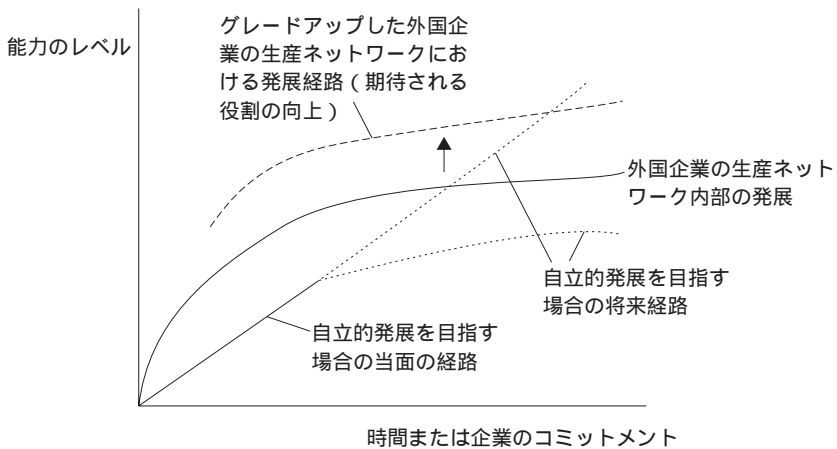 能力のレベル
グレードアップした外国企
業の生産ネットワークにお
ける発展経路（期待される
役割の向上）
外国企業の生産ネット
ワーク内部の発展
自立的発展を目指す
場合の将来経路
自立的発展を目指す
場合の当面の経路
時間または企業のコミットメント